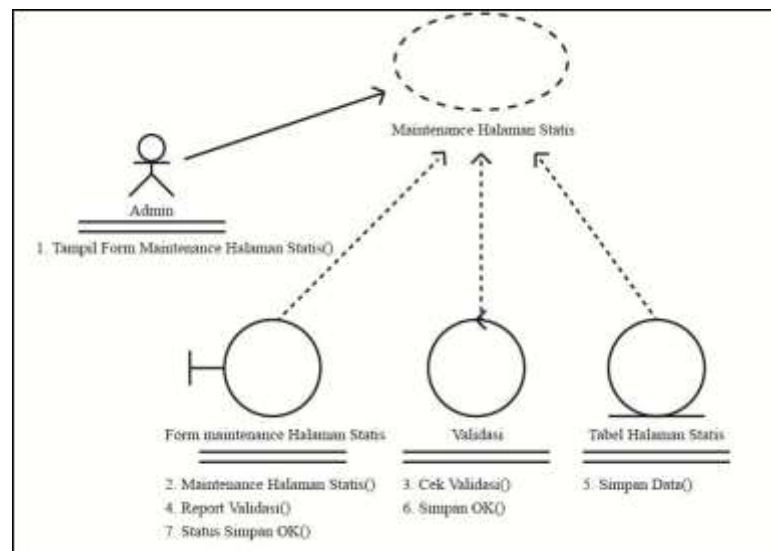 Maintenance Halaman Statis
Admin
1. Tampil Form Maintenance Halaman Statis()
Form maintenance Halaman Statis
Validasi
Tabel Halaman Statis
2. Maintenance Halaman Statis()
4. Report Validasi()
7. Status Simpan OK()
3. Cek Validasi()
6. Simpan OK()
5. Simpan Data()